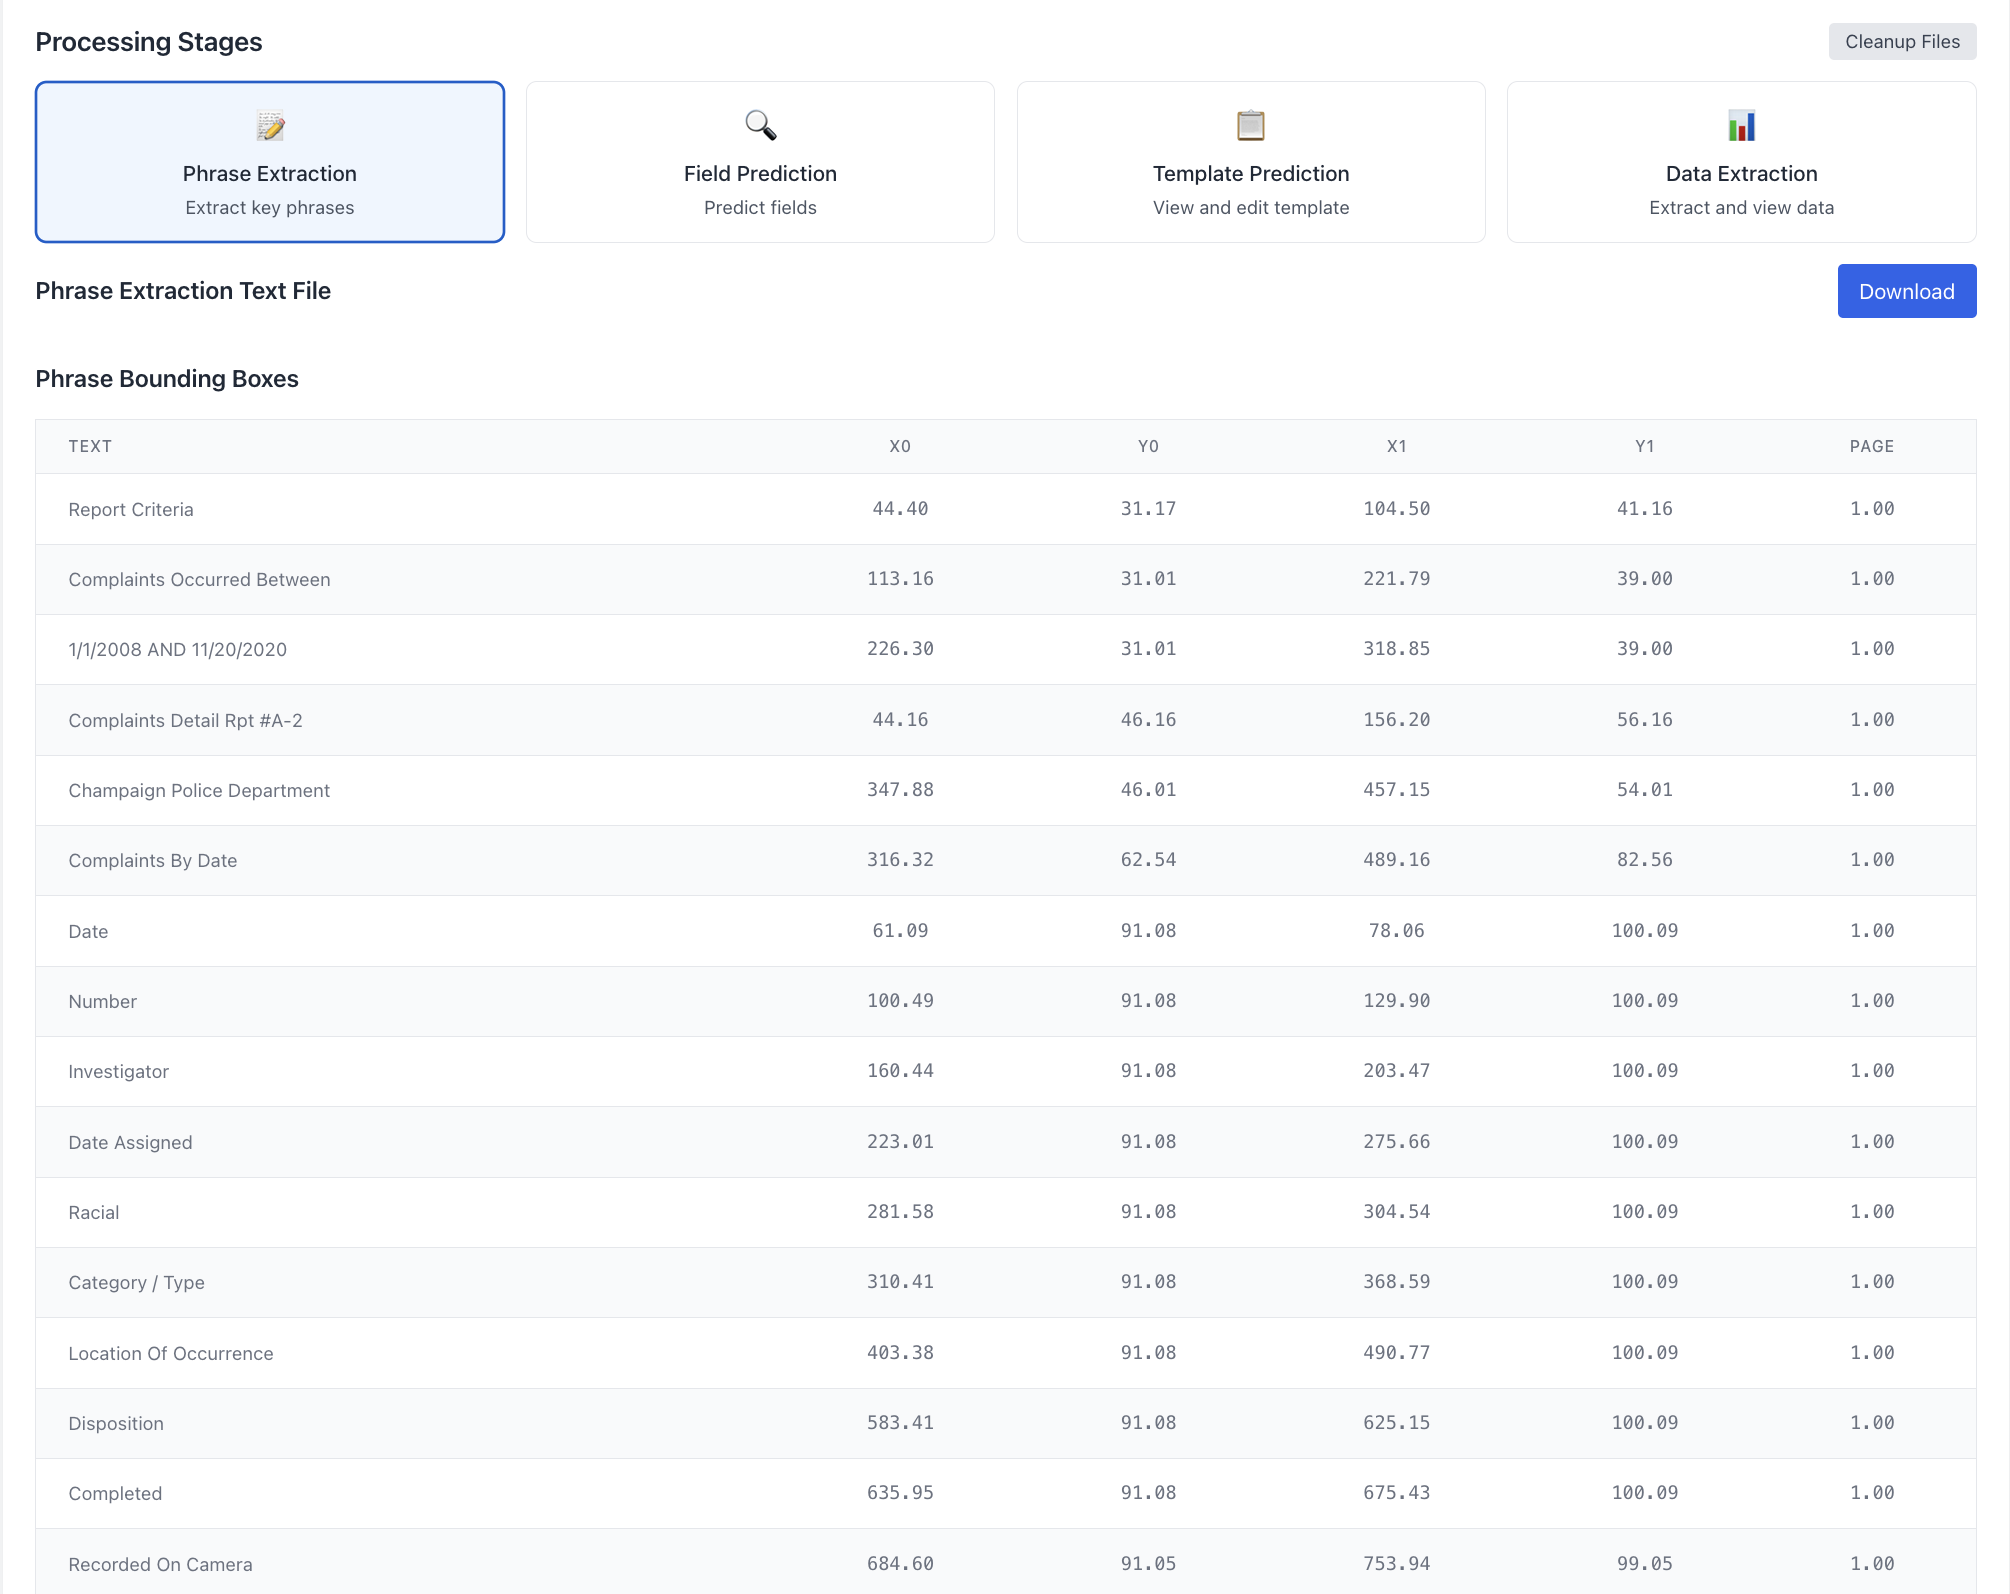 Processing Stages
Cleanup Files
Phrase Extraction
Extract key phrases
Field Prediction
Predict fields
Template Prediction
View and edit template
Data Extraction
Extract and view data
Phrase Extraction Text File
Download
Phrase Bounding Boxes
TEXT X0 Y0 X1 Y1 PAGE
Report Criteria 44.40 31.17 104.50 41.16 1.00
Complaints Occurred Between 113.16 31.01 221.79 39.00 1.00
1/1/2008 AND 11/20/2020 226.30 31.01 318.85 39.00 1.00
Complaints Detail Rpt #A-2 44.16 46.16 156.20 56.16 1.00
Champaign Police Department 347.88 46.01 457.15 54.01 1.00
Complaints By Date 316.32 62.54 489.16 82.56 1.00
Date 61.09 91.08 78.06 100.09 1.00
Number 100.49 91.08 129.90 100.09 1.00
Investigator 160.44 91.08 203.47 100.09 1.00
Date Assigned 223.01 91.08 275.66 100.09 1.00
Racial 281.58 91.08 304.54 100.09 1.00
Category / Type 310.41 91.08 368.59 100.09 1.00
Location Of Occurrence 403.38 91.08 490.77 100.09 1.00
Disposition 583.41 91.08 625.15 100.09 1.00
Completed 635.95 91.08 675.43 100.09 1.00
Recorded On Camera 684.60 91.05 753.94 99.05 1.00